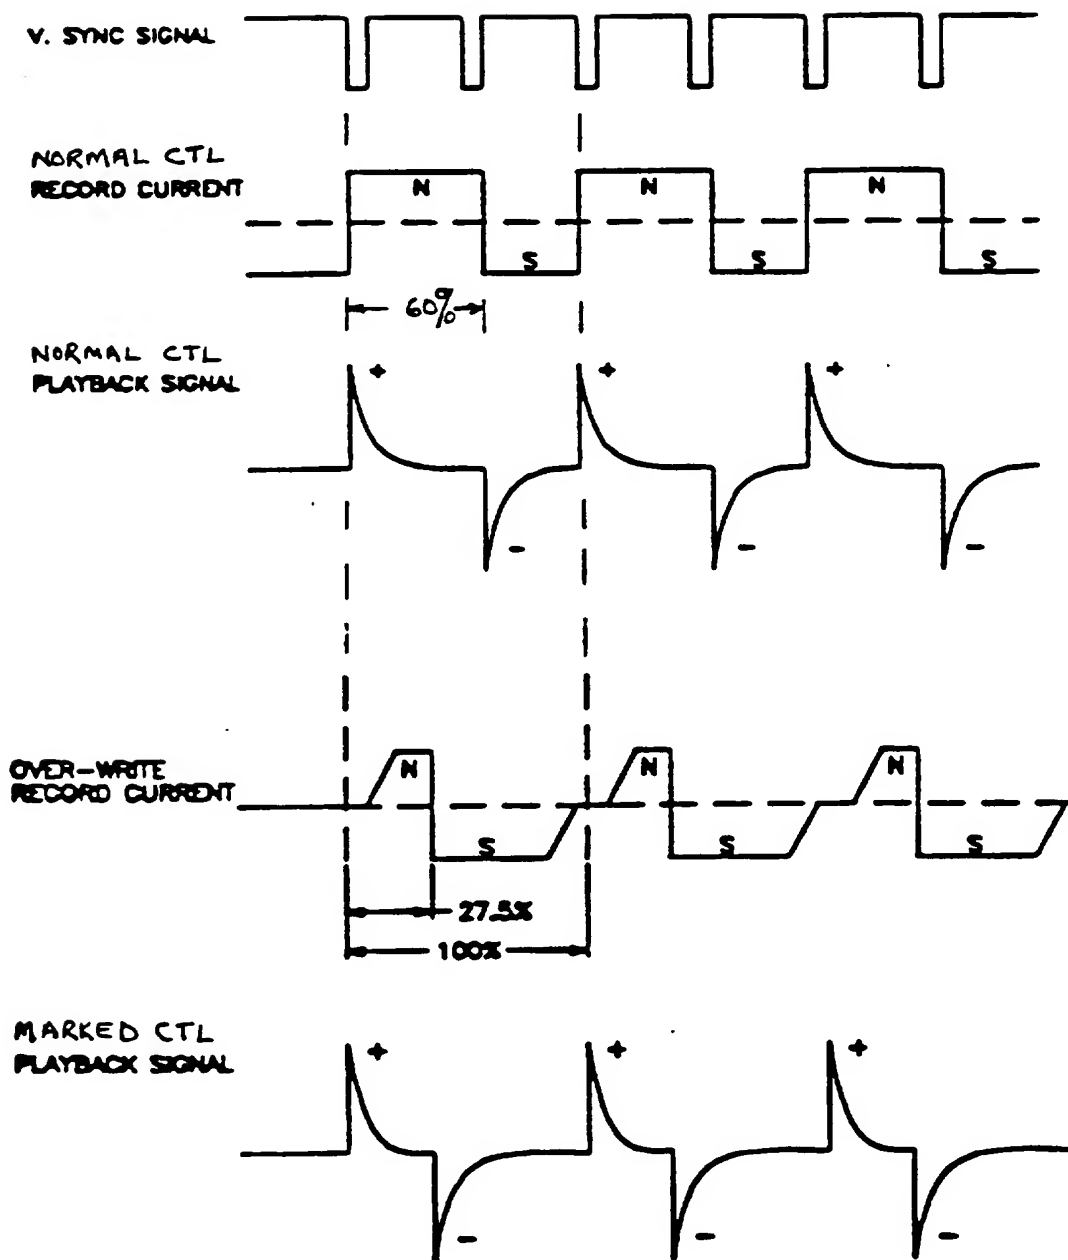 V. SYNC SIGNAL
NORMAL CTL
RECORD CURRENT
N
N
N
S
S
S
60%
NORMAL CTL
PLAYBACK SIGNAL
+
+
+
-
-
-
OVER-WRITE
RECORD CURRENT
N
N
N
S
S
S
27.5%
100%
MARKED CTL
PLAYBACK SIGNAL
+
+
+
-
-
-